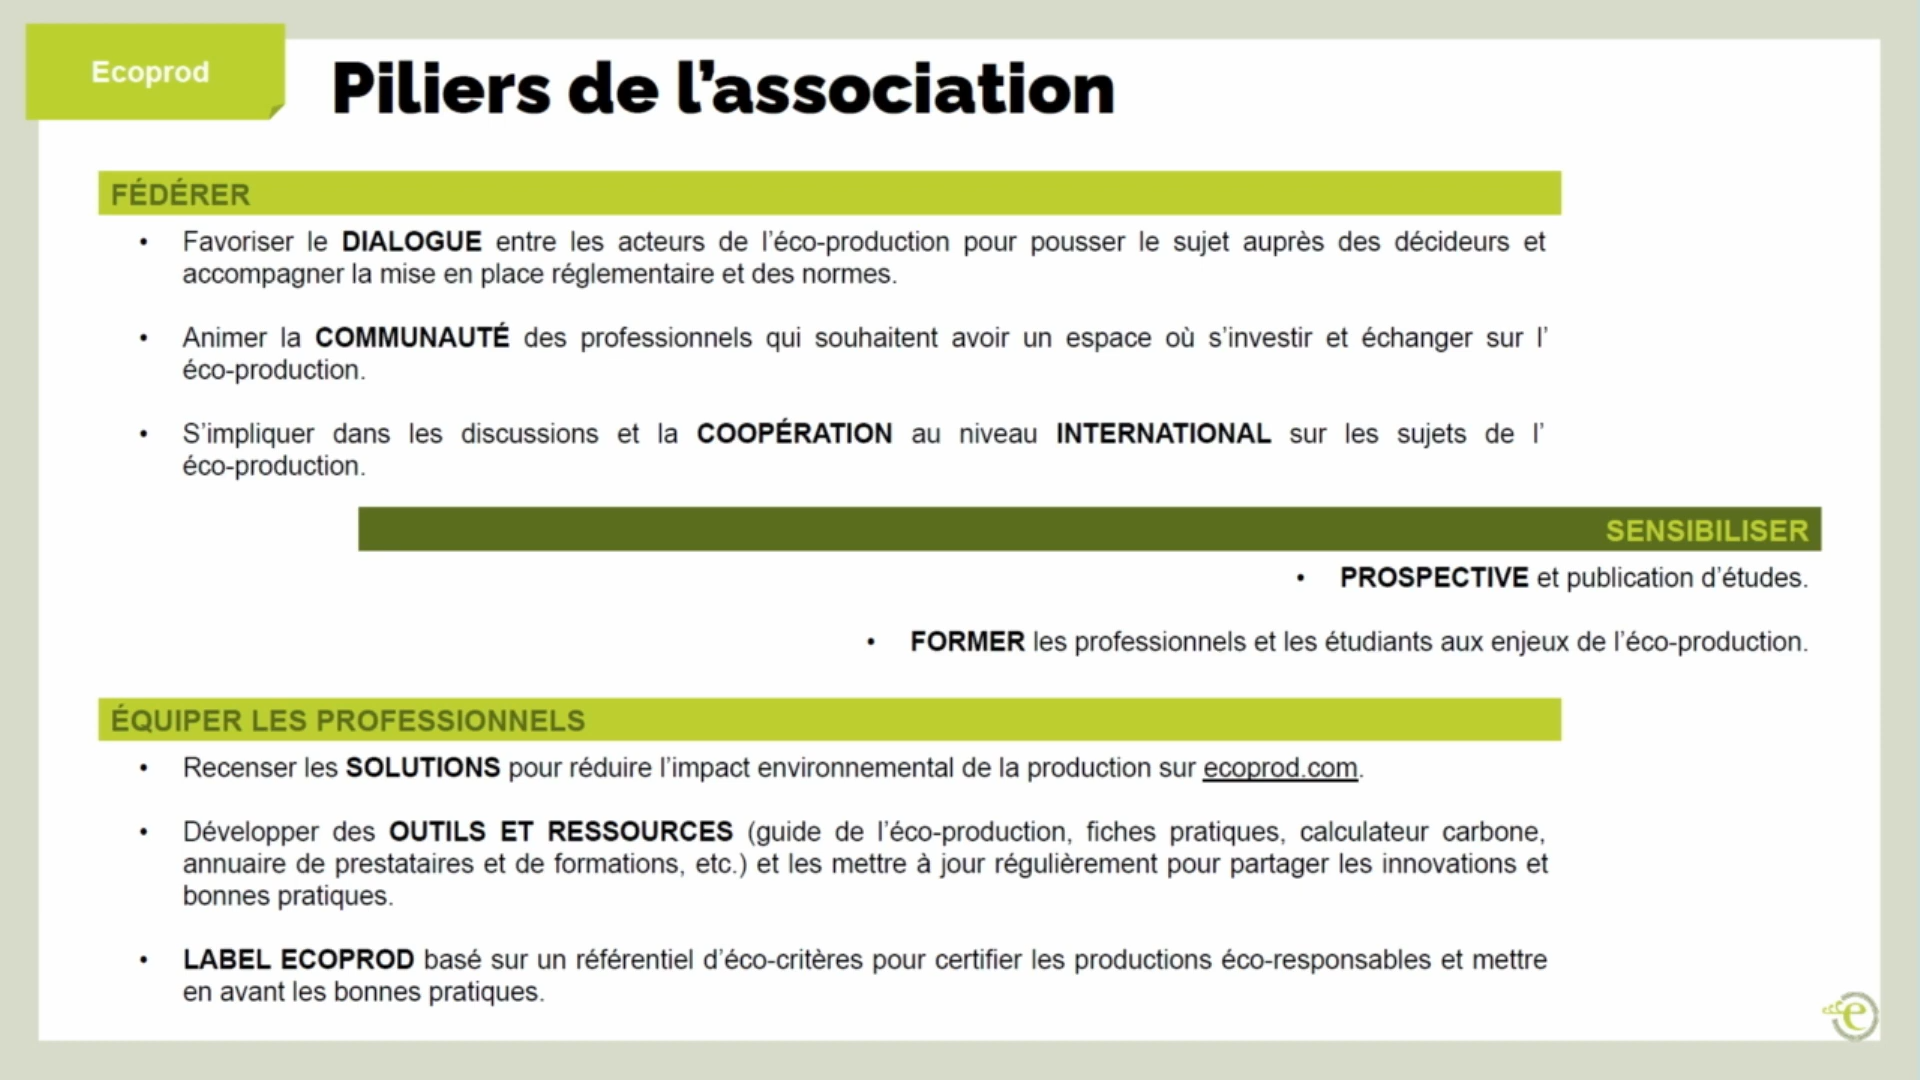 Ecoprod
Piliers de l’association
FÉDÉRER
• Favoriser le DIALOGUE entre les acteurs de l’éco-production pour pousser le sujet auprès des décideurs et
accompagner la mise en place réglementaire et des normes.
• Animer la COMMUNAUTÉ des professionnels qui souhaitent avoir un espace où s’investir et échanger sur l’
éco-production.
• S’impliquer dans les discussions et la COOPÉRATION au niveau INTERNATIONAL sur les sujets de l’
éco-production.
SENSIBILISER
• PROSPECTIVE et publication d’études.
• FORMER les professionnels et les étudiants aux enjeux de l’éco-production.
ÉQUIPER LES PROFESSIONNELS
• Recenser les SOLUTIONS pour réduire l’impact environnemental de la production sur ecoprod.com.
• Développer des OUTILS ET RESSOURCES (guide de l’éco-production, fiches pratiques, calculateur carbone,
annuaire de prestataires et de formations, etc.) et les mettre à jour régulièrement pour partager les innovations et
bonnes pratiques.
• LABEL ECOPROD basé sur un référentiel d’éco-critères pour certifier les productions éco-responsables et mettre
en avant les bonnes pratiques.
e